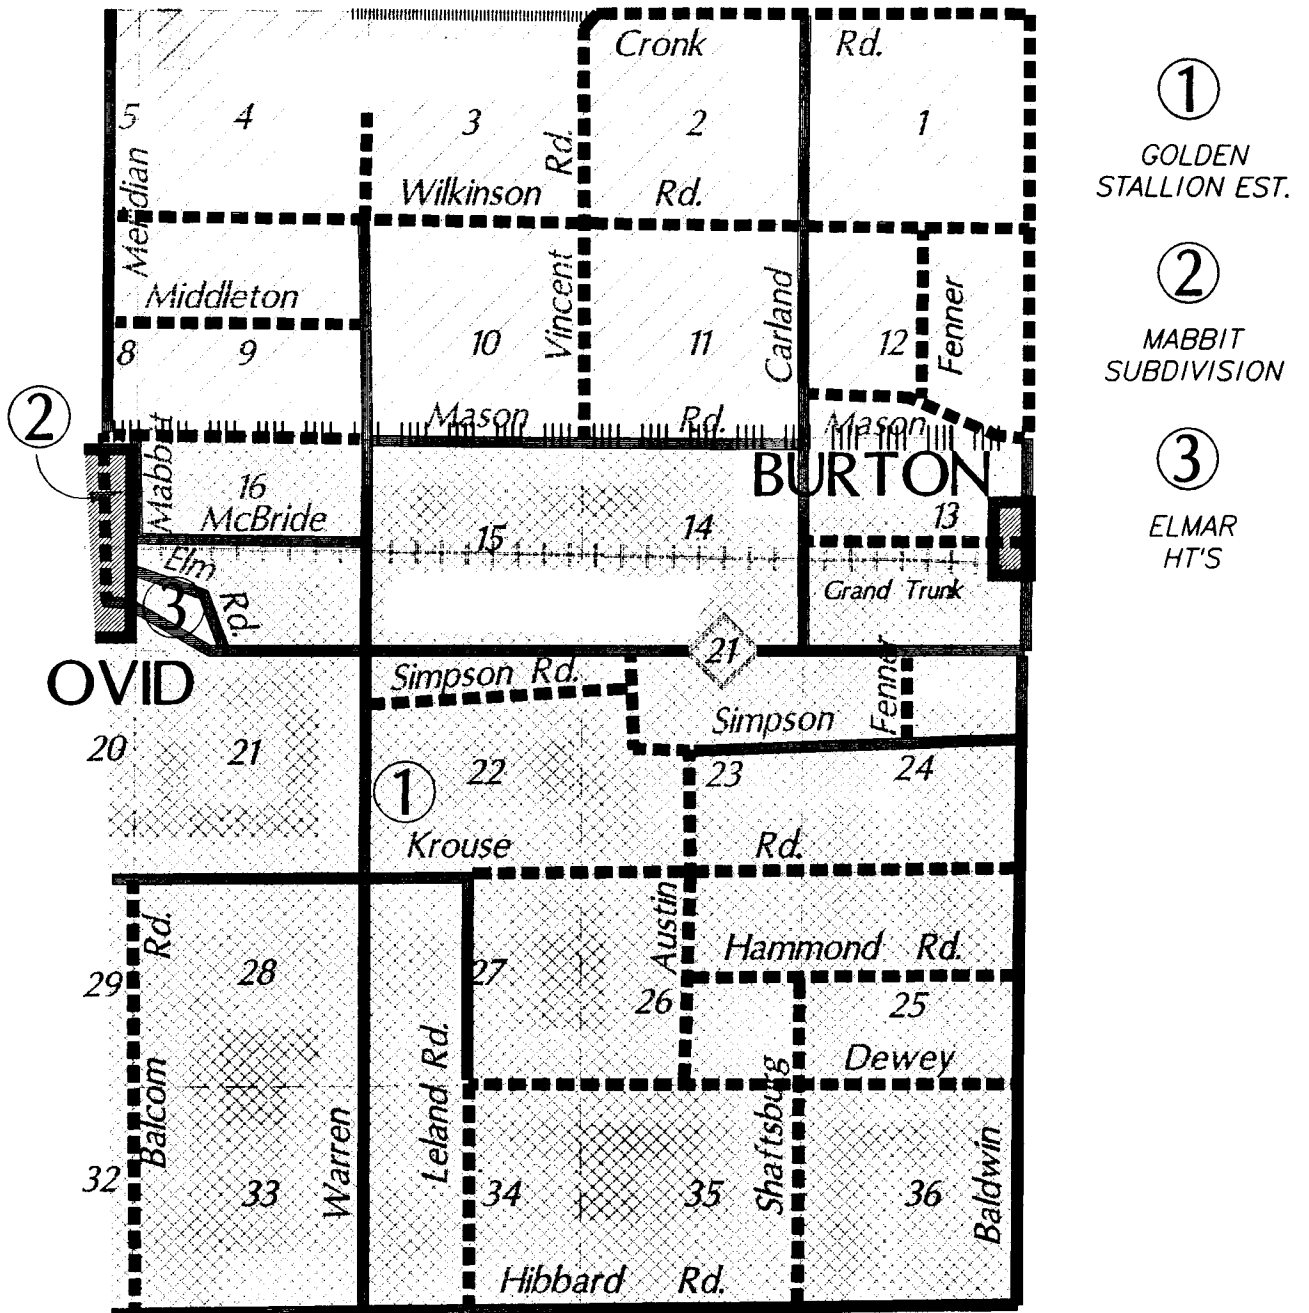 Cronk Rd.
1
GOLDEN
STALLION EST.
5
4
3
2
1
Rd.
Meridian
Wilkinson Rd.
2
MABBIT
SUBDIVISION
Middleton
Vincent
Carland
Fenner
8
9
10
11
12
2
Mason Rd.
Mason
3
ELMAR
HT'S
Mabbit
BURTON
16
McBride
15
14
13
Elm
Rd.
3
Grand Trunk
OVID
21
Simpson Rd.
Simpson
Fenner
20
21
22
23
24
1
Krouse Rd.
Rd.
Austin
Hammond Rd.
29
28
27
26
25
Dewey
Balcom
Warren
Leland Rd.
Shaftsburg
Baldwin
32
33
34
35
36
Hibbard Rd.